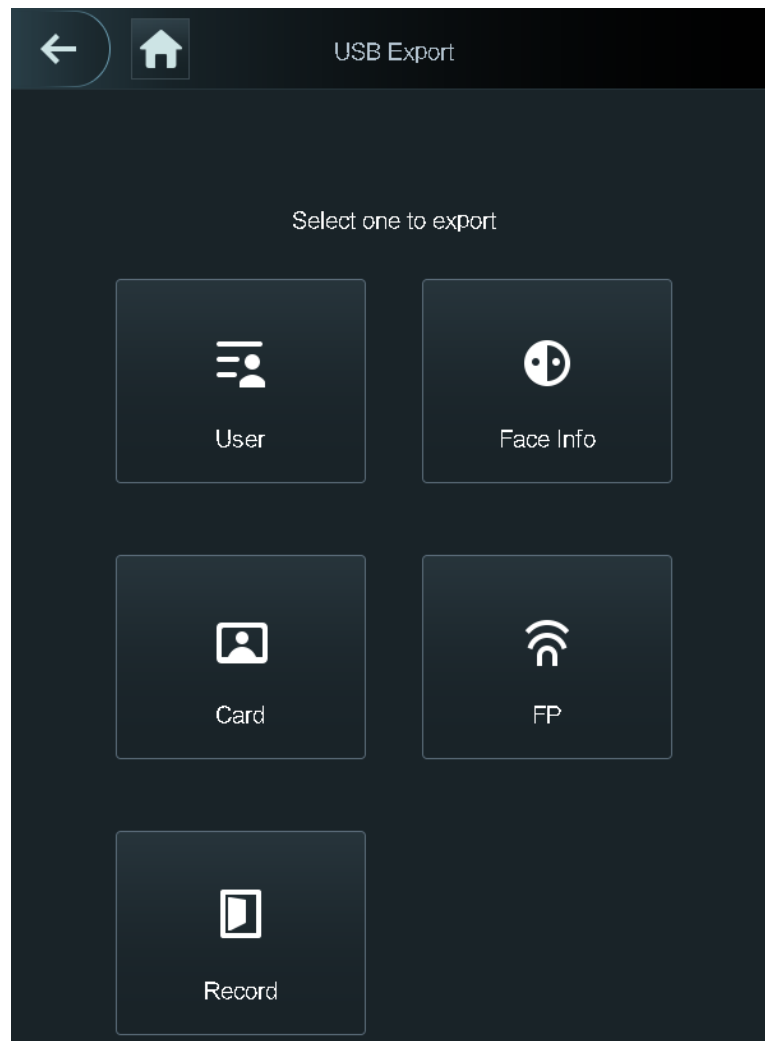 USB Export
Select one to export
User
Face Info
Card
FP
Record